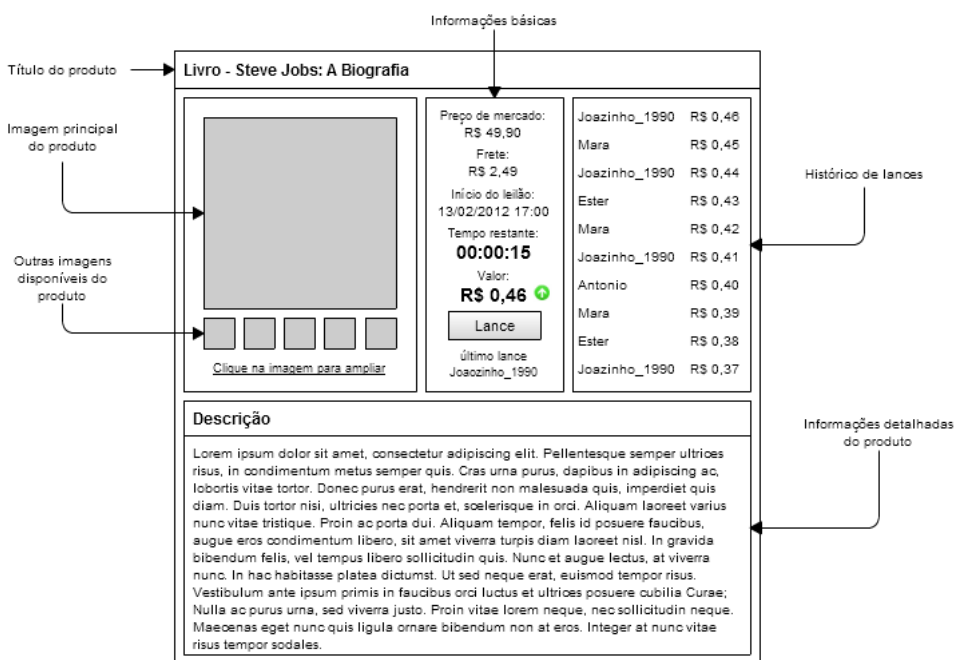 Informações básicas
Título do produto
Livro - Steve Jobs: A Biografia
Imagem principal
do produto
Outras imagens
disponíveis do
produto
Clique na imagem para ampliar
Preço de mercado:
R$ 49,90
Frete:
R$ 2,49
Início do leilão:
13/02/2012 17:00
Tempo restante:
00:00:15
Valor:
R$ 0,46
Lance
último lance
Joaozinho_1990
Joazinho_1990 R$ 0,46
Mara R$ 0,45
Joazinho_1990 R$ 0,44
Ester R$ 0,43
Mara R$ 0,42
Joazinho_1990 R$ 0,41
Antonio R$ 0,40
Mara R$ 0,39
Ester R$ 0,38
Joazinho_1990 R$ 0,37
Histórico de lances
Descrição
Lorem ipsum dolor sit amet, consectetur adipiscing elit. Pellentesque semper ultrices
risus, in condimentum metus semper quis. Cras urna purus, dapibus in adipiscing ac,
lobortis vitae tortor. Donec purus erat, hendrerit non malesuada quis, imperdiet quis
diam. Duis tortor nisi, ultricies nec porta et, scelerisque in orci. Aliquam laoreet varius
nunc vitae tristique. Proin ac porta dui. Aliquam tempor, felis id posuere faucibus,
augue eros condimentum libero, sit amet viverra turpis diam laoreet nisl. In gravida
bibendum felis, vel tempus libero sollicitudin quis. Nunc et augue lectus, at viverra
nunc. In hac habitasse platea dictumst. Ut sed neque erat, euismod tempor risus.
Vestibulum ante ipsum primis in faucibus orci luctus et ultrices posuere cubilia Curae;
Nulla ac purus urna, sed viverra justo. Proin vitae lorem neque, nec sollicitudin neque.
Maecenas eget nunc quis ligula ornare bibendum non at eros. Integer at nunc vitae
risus tempor sodales.
Informações detalhadas
do produto